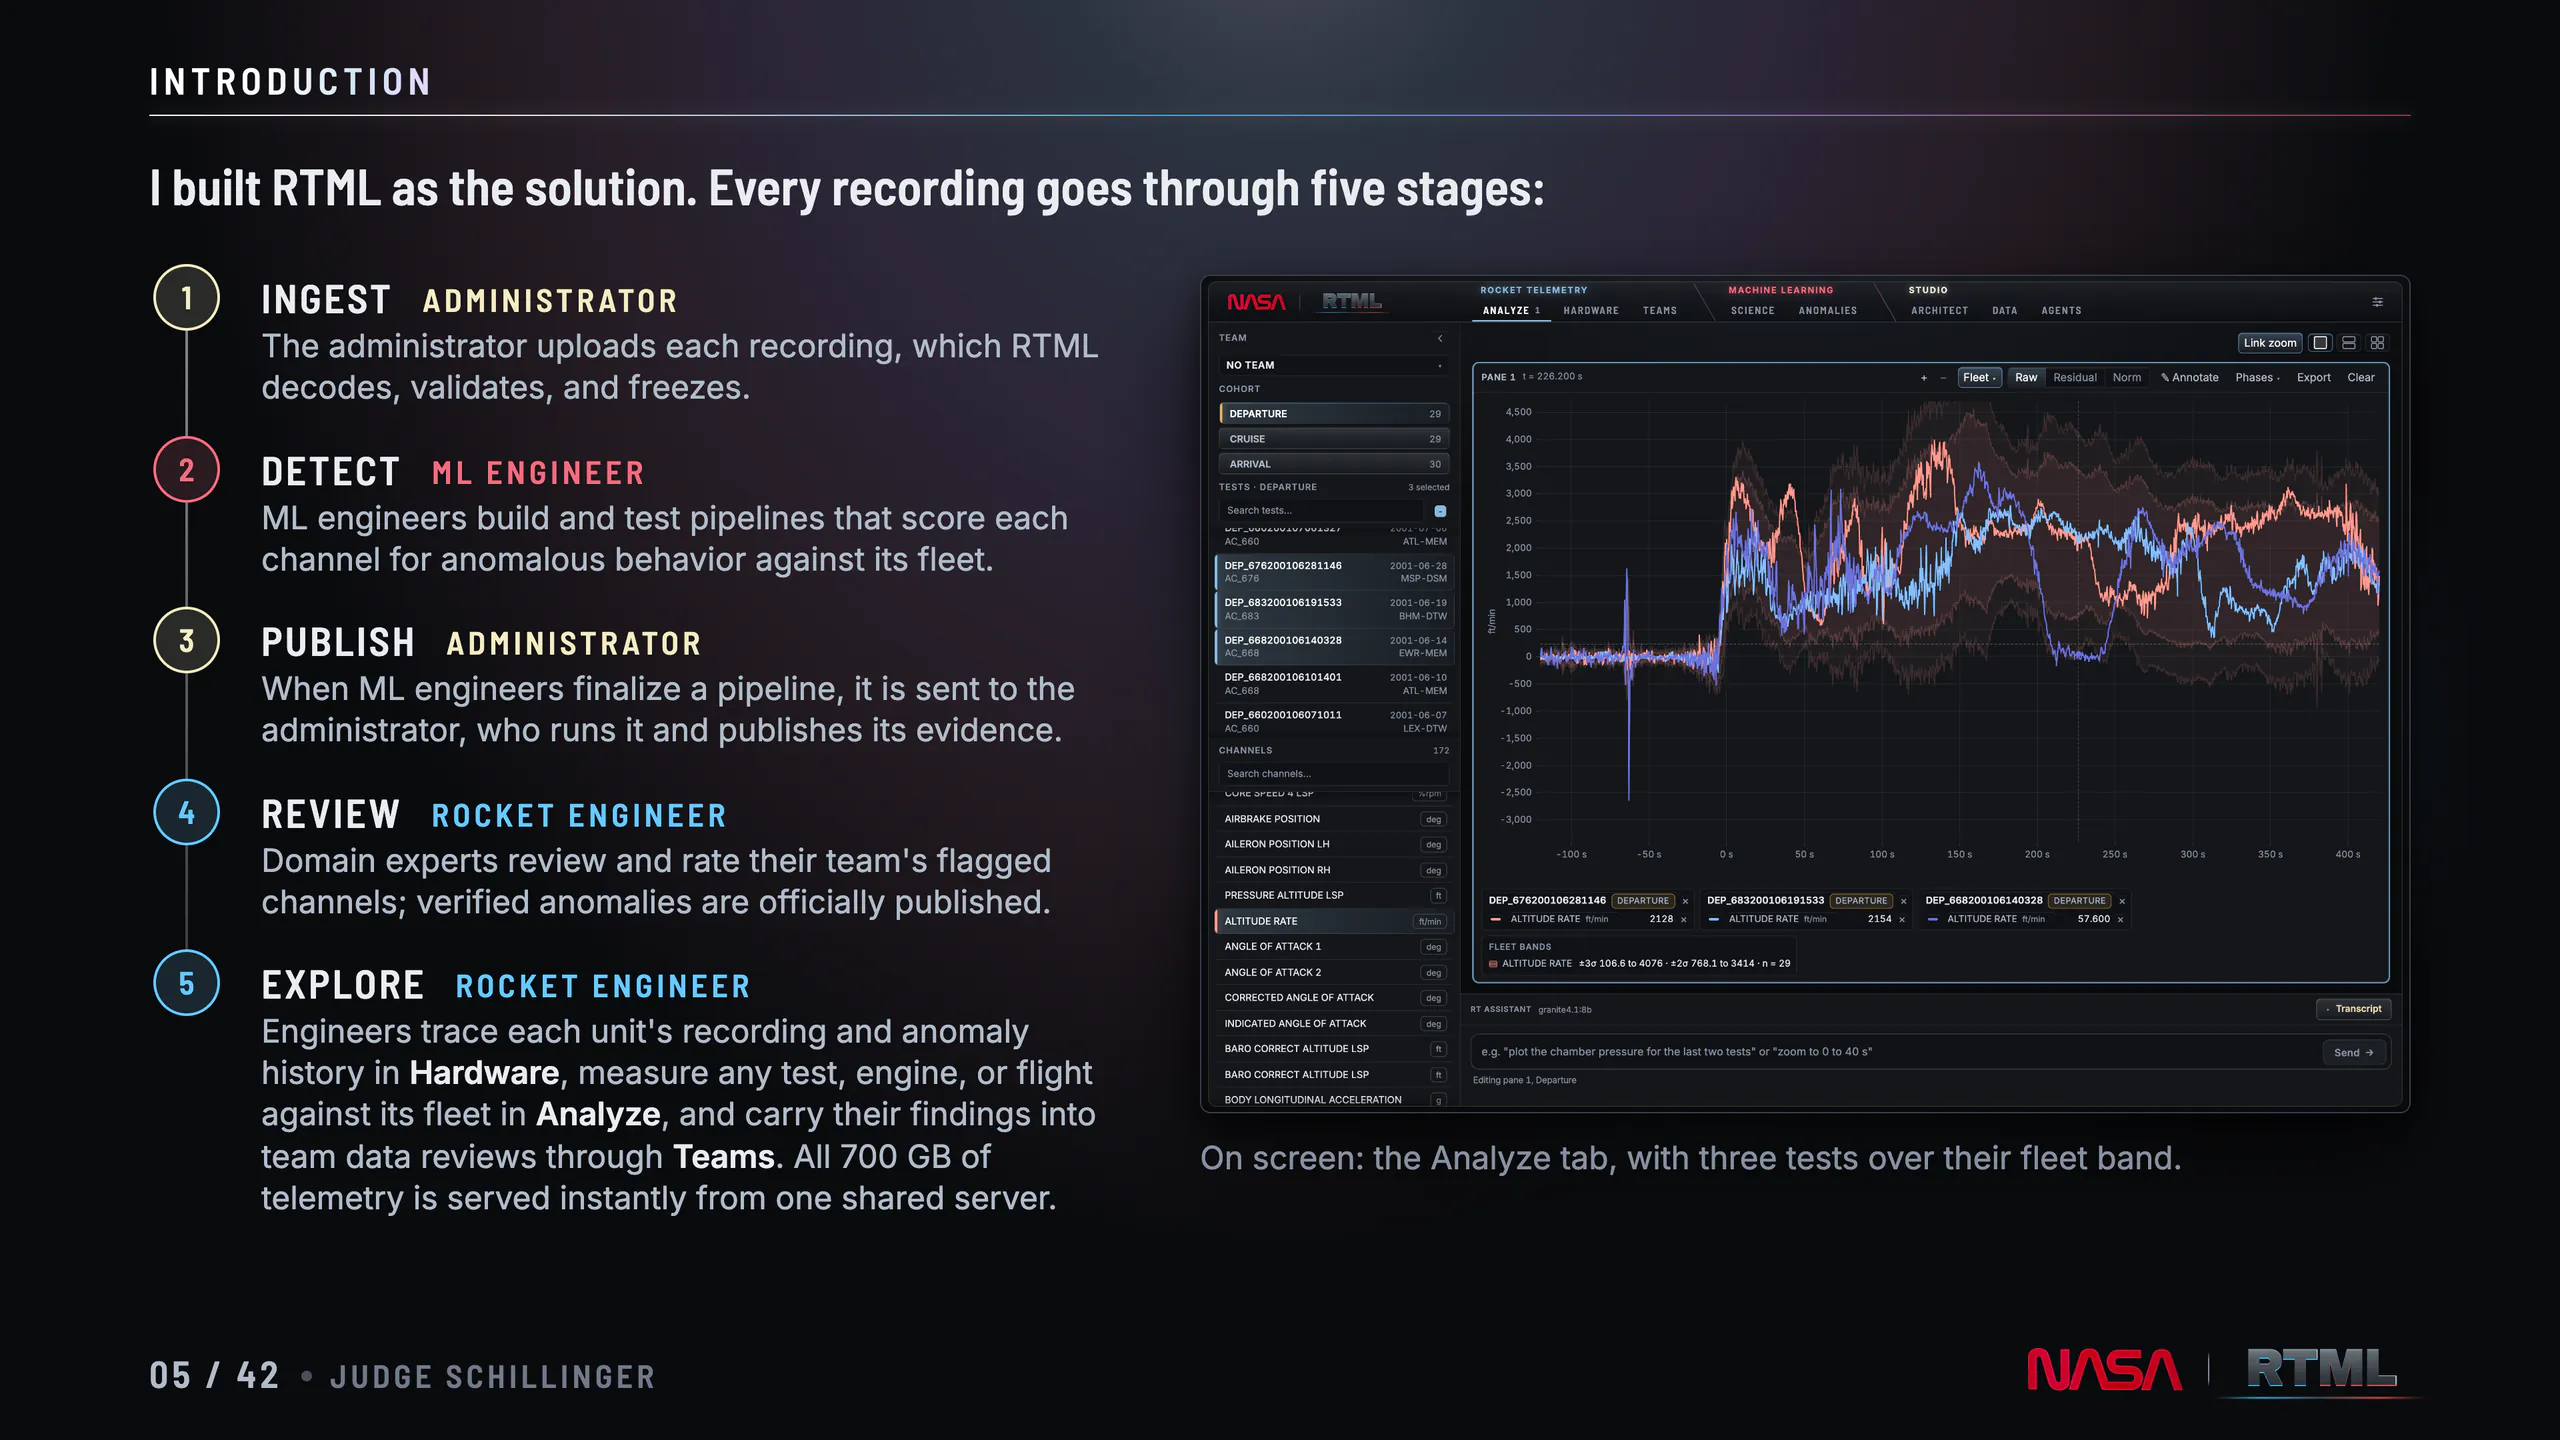 INTRODUCTION
I built RTML as the solution. Every recording goes through five stages:
1
INGEST ADMINISTRATOR
The administrator uploads each recording, which RTML
decodes, validates, and freezes.
2
DETECT ML ENGINEER
ML engineers build and test pipelines that score each
channel for anomalous behavior against its fleet.
3
PUBLISH ADMINISTRATOR
When ML engineers finalize a pipeline, it is sent to the
administrator, who runs it and publishes its evidence.
4
REVIEW ROCKET ENGINEER
Domain experts review and rate their team's flagged
channels; verified anomalies are officially published.
5
EXPLORE ROCKET ENGINEER
Engineers trace each unit's recording and anomaly
history in Hardware, measure any test, engine, or flight
against its fleet in Analyze, and carry their findings into
team data reviews through Teams. All 700 GB of
telemetry is served instantly from one shared server.
NASA RTML
ROCKET TELEMETRY MACHINE LEARNING STUDIO
ANALYZE 1 HARDWARE TEAMS SCIENCE ANOMALIES ARCHITECT DATA AGENTS
TEAM
NO TEAM
COHORT
DEPARTURE 29
CRUISE 29
ARRIVAL 30
TESTS · DEPARTURE 3 selected
Search tests...
AC_660 ATL-MEM
DEP_676200106281146 2001-06-28
AC_676 MSP-DSM
DEP_683200106191533 2001-06-19
AC_683 BHM-DTW
DEP_668200106140328 2001-06-14
AC_668 EWR-MEM
DEP_668200106101401 2001-06-10
AC_668 ATL-MEM
DEP_660200106071011 2001-06-07
AC_660 LEX-DTW
CHANNELS 172
Search channels...
CORE SPEED 4 LSP %rpm
AIRBRAKE POSITION deg
AILERON POSITION LH deg
AILERON POSITION RH deg
PRESSURE ALTITUDE LSP ft
ALTITUDE RATE ft/min
ANGLE OF ATTACK 1 deg
ANGLE OF ATTACK 2 deg
CORRECTED ANGLE OF ATTACK deg
INDICATED ANGLE OF ATTACK deg
BARO CORRECT ALTITUDE LSP ft
BARO CORRECT ALTITUDE LSP ft
BODY LONGITUDINAL ACCELERATION g
Link zoom
PANE 1 t = 226.200 s + − Fleet Raw Residual Norm ✎ Annotate Phases Export Clear
4,500
4,000
3,500
3,000
2,500
2,000
1,500
1,000
500
0
-500
-1,000
-1,500
-2,000
-2,500
-3,000
ft/min
-100 s -50 s 0 s 50 s 100 s 150 s 200 s 250 s 300 s 350 s 400 s
DEP_676200106281146 DEPARTURE × DEP_683200106191533 DEPARTURE × DEP_668200106140328 DEPARTURE ×
ALTITUDE RATE ft/min 2128 × ALTITUDE RATE ft/min 2154 × ALTITUDE RATE ft/min 57.600 ×
FLEET BANDS
ALTITUDE RATE ±3σ 106.6 to 4076 · ±2σ 768.1 to 3414 · n = 29
RT ASSISTANT granite4.1:8b Transcript
e.g. "plot the chamber pressure for the last two tests" or "zoom to 0 to 40 s" Send →
Editing pane 1, Departure
On screen: the Analyze tab, with three tests over their fleet band.
05 / 42 • JUDGE SCHILLINGER
NASA RTML